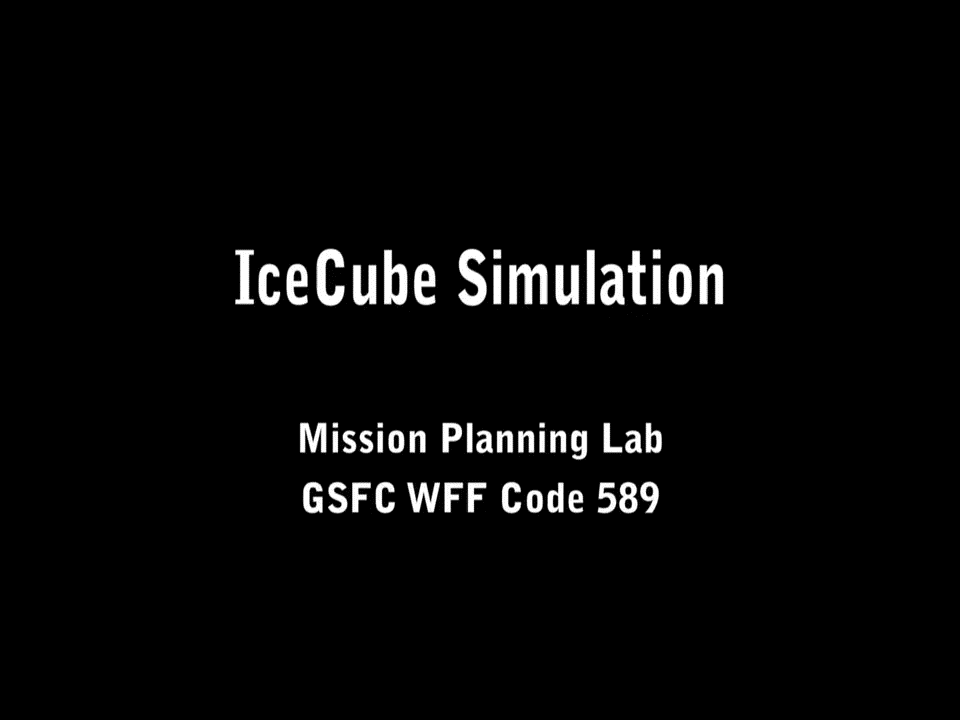 IceCube Simulation
Mission Planning Lab
GSFC WFF Code 589